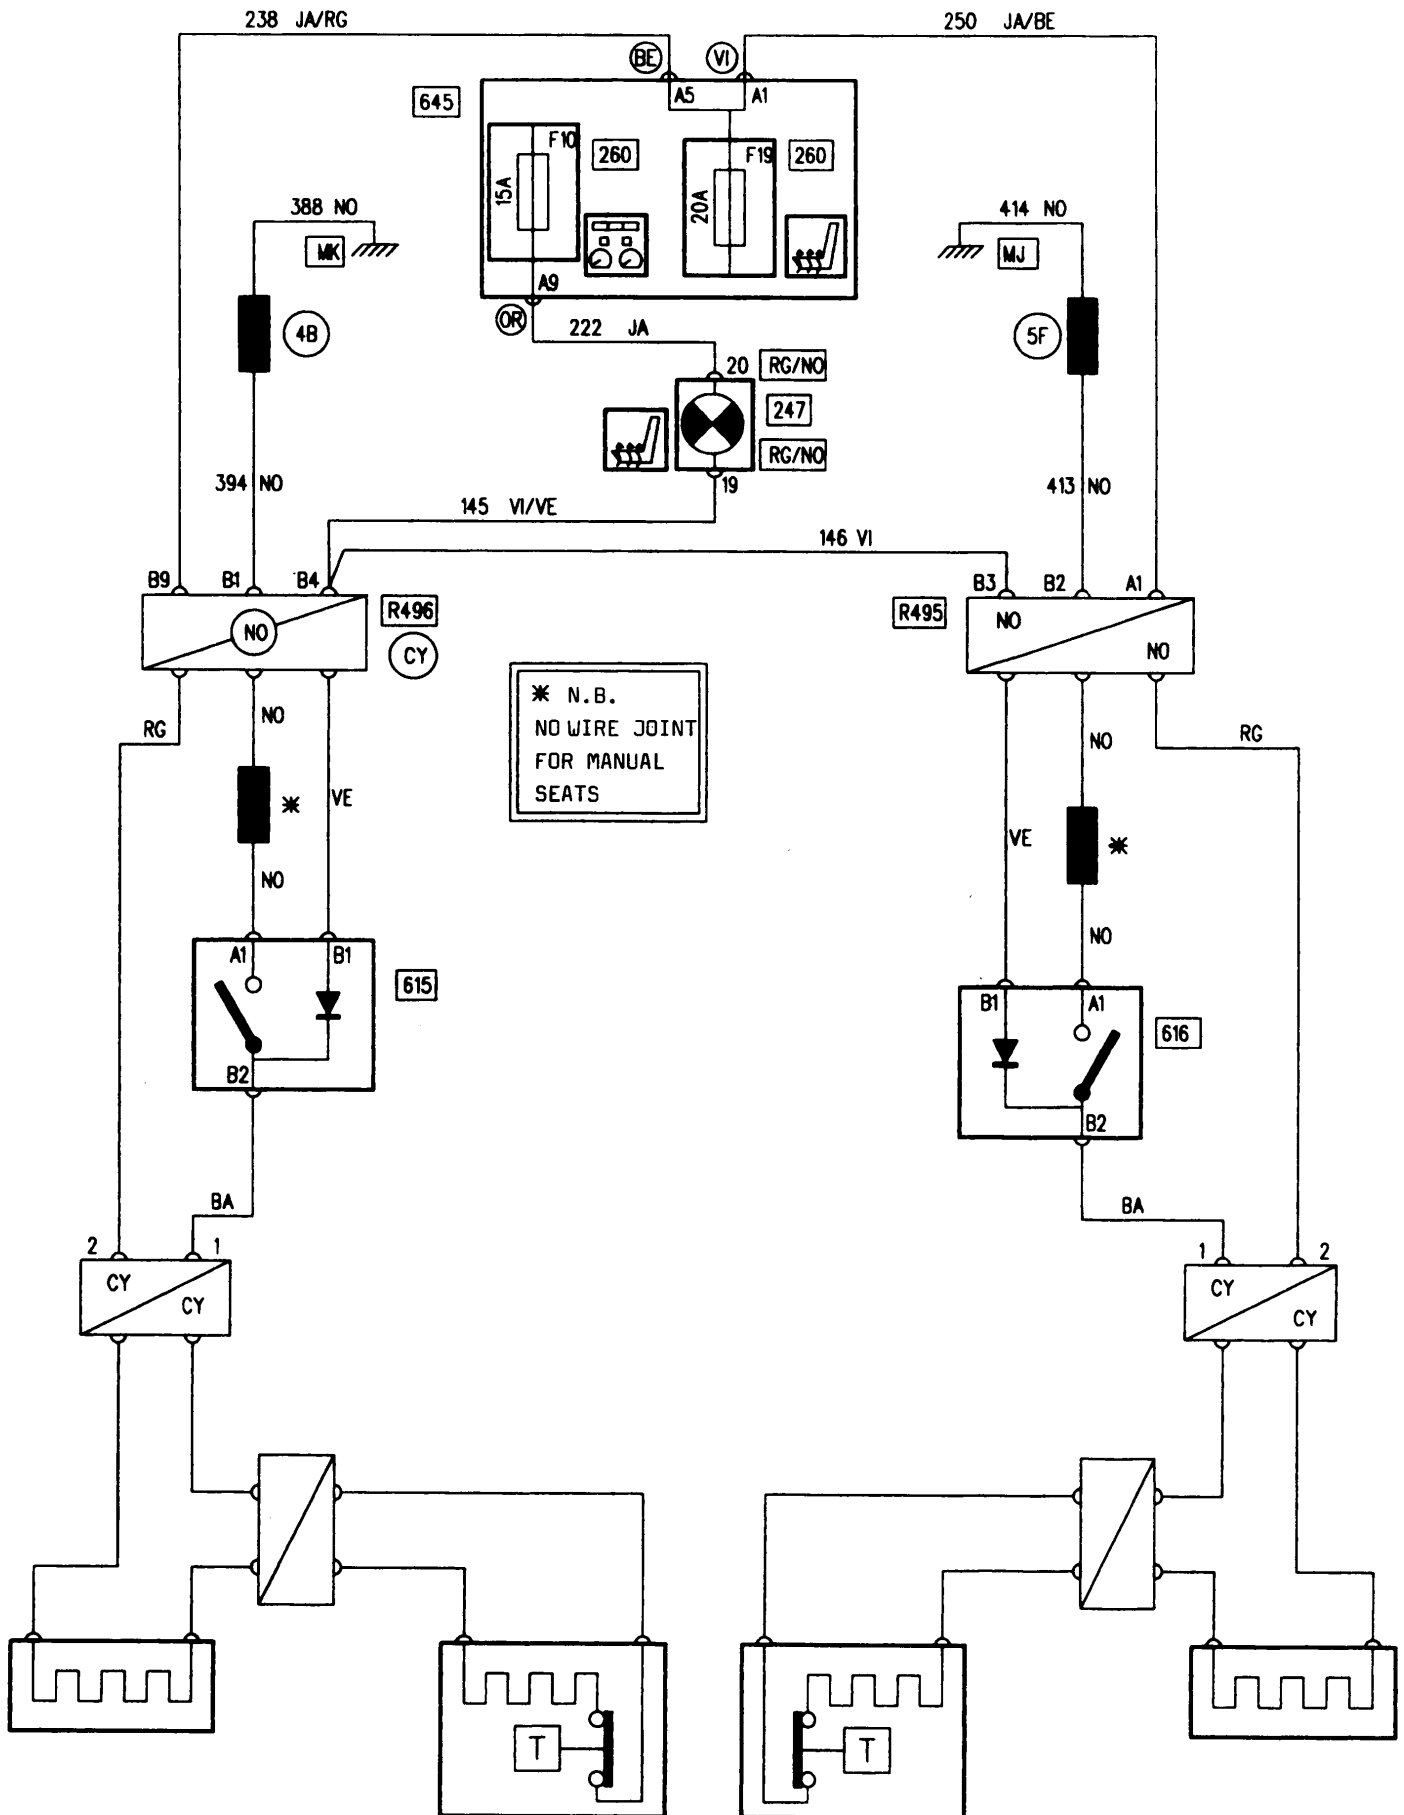 238 JA/RG
250 JA/BE
BE
VI
645
A5
A1
F10
260
F19
260
15A
20A
388 NO
414 NO
MK
MJ
A9
OR
4B
222 JA
5F
20
RG/NO
247
RG/NO
394 NO
19
413 NO
145 VI/VE
146 VI
B9
B1
B4
B3
B2
A1
R496
R495
NO
NO
CY
NO
✱ N.B.
NO WIRE JOINT
FOR MANUAL
SEATS
RG
NO
RG
NO
✱
VE
VE
✱
NO
NO
A1
B1
615
B1
A1
616
B2
B2
BA
BA
2
1
1
2
CY
CY
CY
CY
T
T